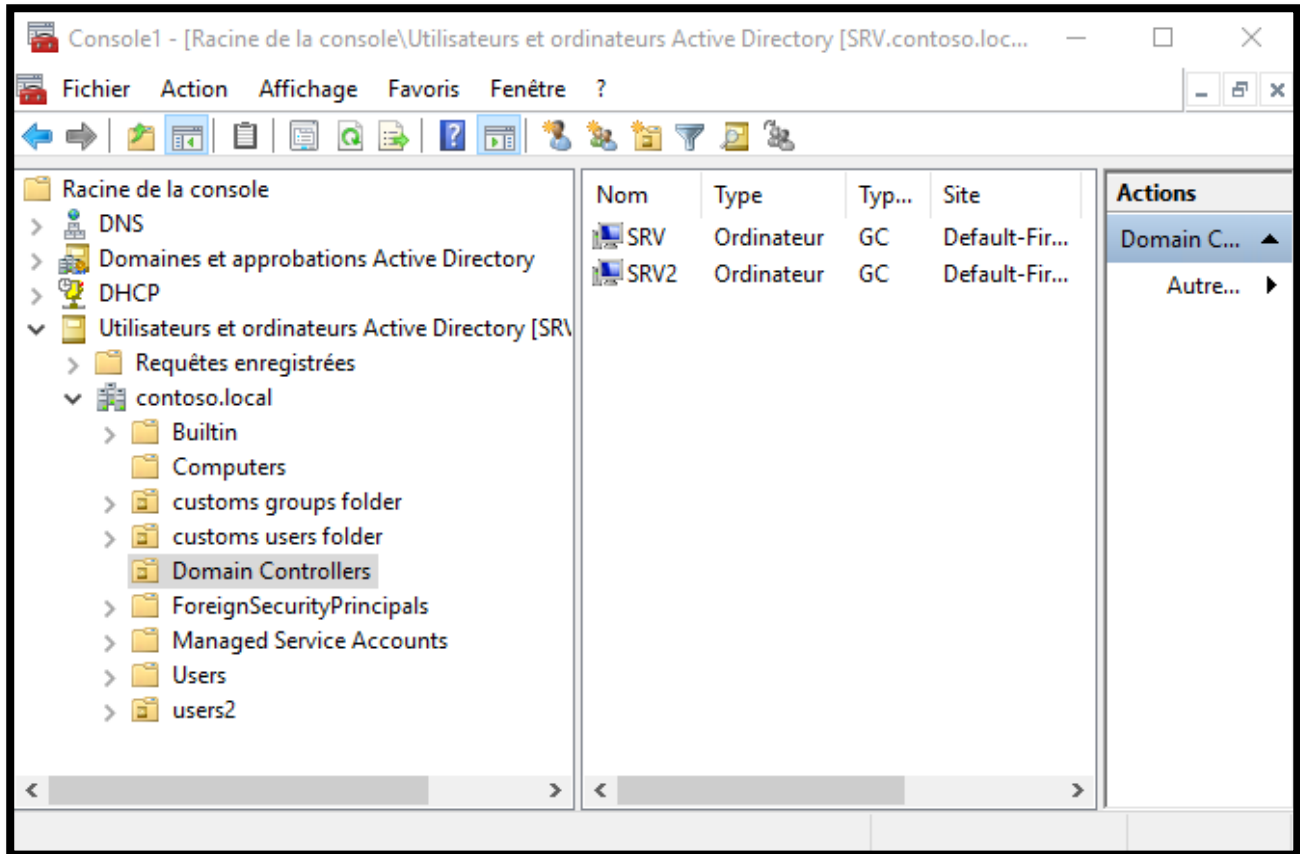 Console1 - [Racine de la console\Utilisateurs et ordinateurs Active Directory [SRV.contoso.loc...
Fichier Action Affichage Favoris Fenêtre ?
Racine de la console
DNS
Domaines et approbations Active Directory
DHCP
Utilisateurs et ordinateurs Active Directory [SRV
Requêtes enregistrées
contoso.local
Builtin
Computers
customs groups folder
customs users folder
Domain Controllers
ForeignSecurityPrincipals
Managed Service Accounts
Users
users2
Nom Type Typ... Site
SRV Ordinateur GC Default-Fir...
SRV2 Ordinateur GC Default-Fir...
Actions
Domain C...
Autre...